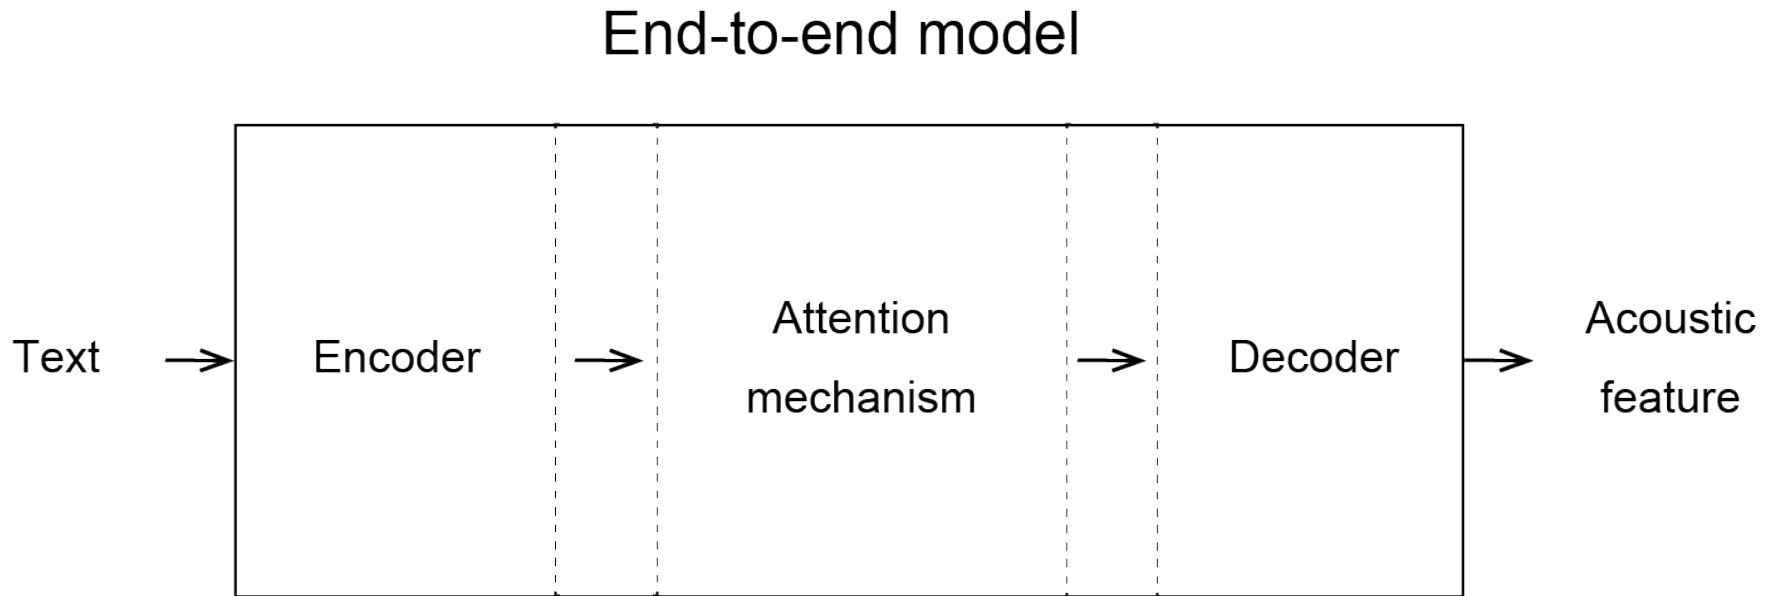 End-to-end model
Text
Encoder
Attention
mechanism
Decoder
Acoustic
feature